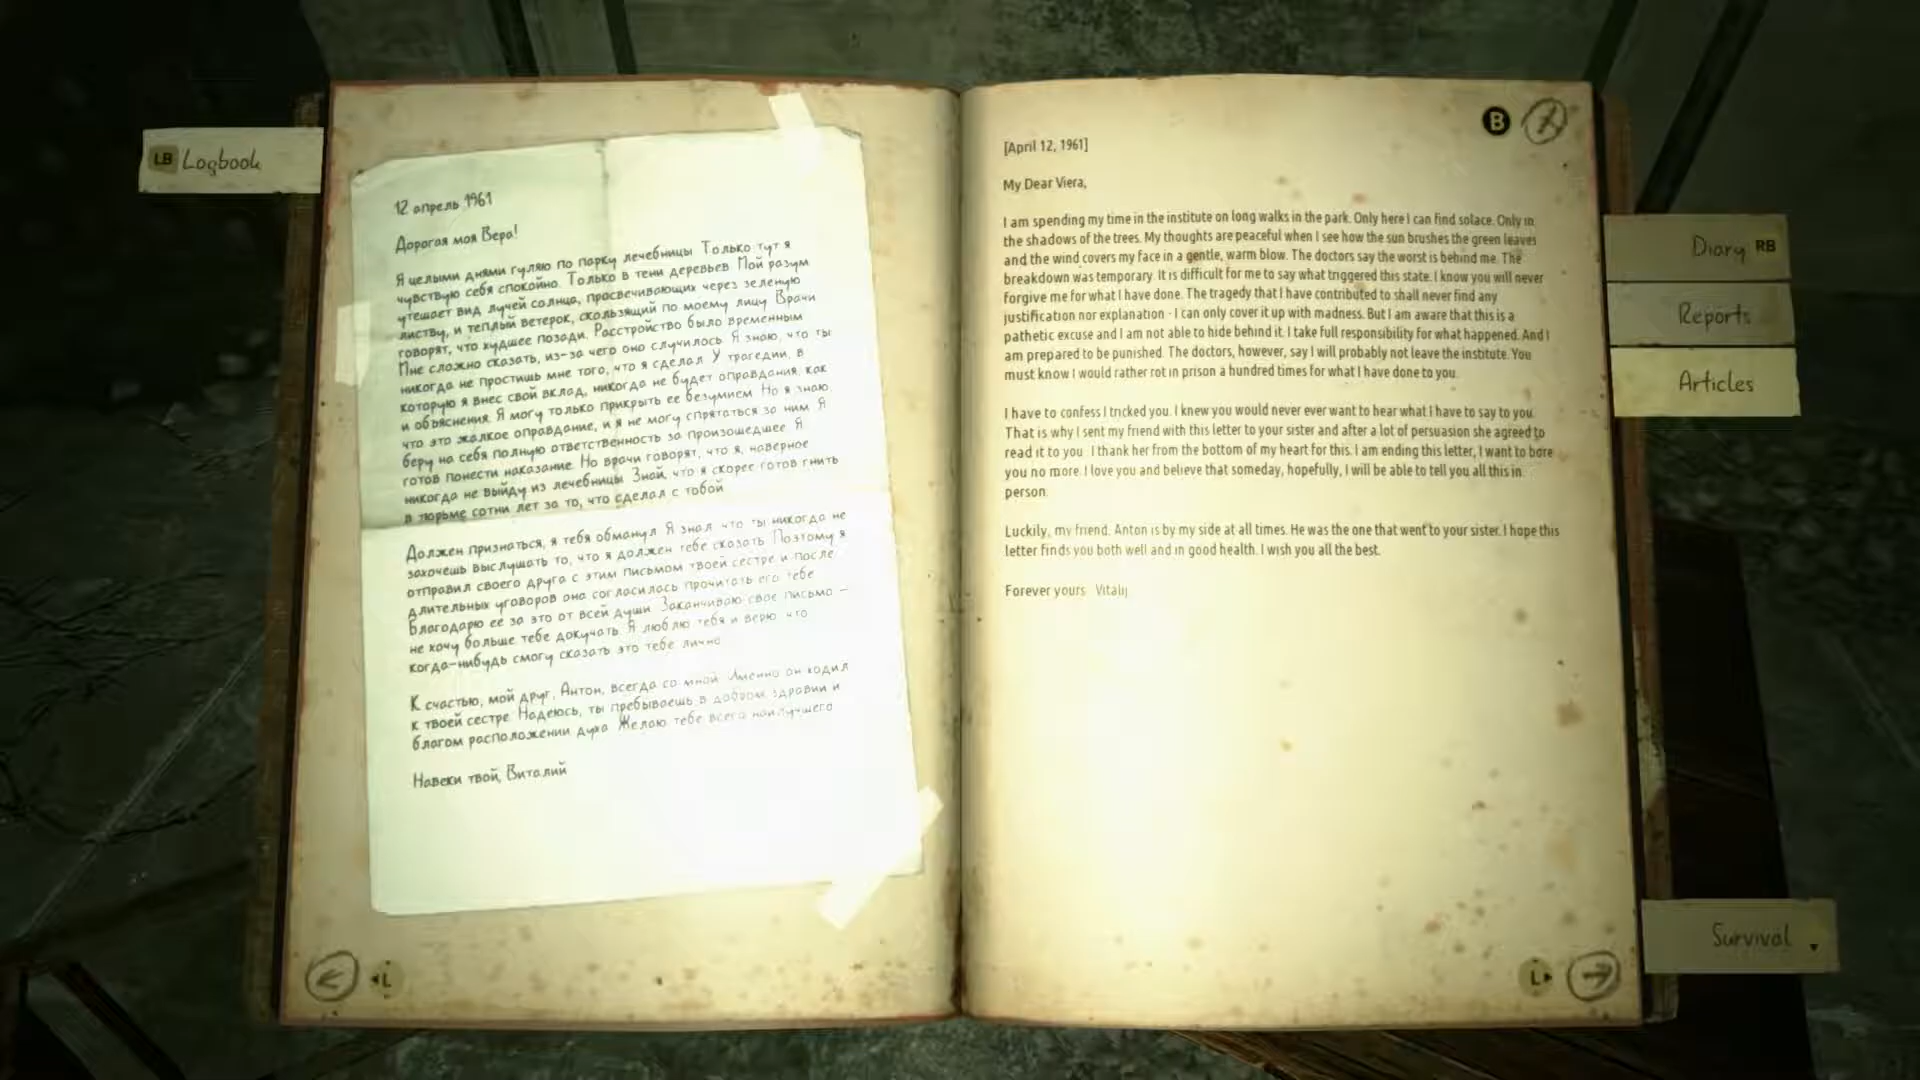 LB Logbook
12 апрель 1961
Дорогая моя Вера!
Я целыми днями гуляю по парку лечебницы Только тут я
чувствую себя спокойно. Только в тени деревьев Мой разум
утешает вид лучей солнца, просвечивающих через зеленую
листву, и теплый ветерок, скользящий по моему лицу Врачи
говорят, что худшее позади. Расстройство было временным
Мне сложно сказать, из-за чего оно случилось Я знаю, что ты
никогда не простишь мне того, что я сделал У трагедии, в
которую я внес свой вклад, никогда не будет оправдания, как
и объяснения. Я могу только прикрыть ее безумием Но я знаю,
что это жалкое оправдание, и я не могу спрятаться за ним Я
беру на себя полную ответственность за произошедшее Я
готов понести наказание. Но врачи говорят, что я, наверное
никогда не выйду из лечебницы Знай, что я скорее готов гнить
в тюрьме сотни лет за то, что сделал с тобой
Должен признаться, я тебя обманул Я знал что ты никогда не
захочешь выслушать то, что я должен тебе сказать Поэтому я
отправил своего друга с этим письмом твоей сестре и после
длительных уговоров она согласилась прочитать его тебе
Благодарю ее за это от всей души Заканчиваю свое письмо –
не хочу больше тебе докучать Я люблю тебя и верю что
когда-нибудь смогу сказать это тебе лично
К счастью, мой друг, Антон, всегда со мной Именно он ходил
к твоей сестре Надеюсь, ты пребываешь в добром здравии и
благом расположении духа Желаю тебе всего наилучшего
Навеки твой, Виталий
L
B
[April 12, 1961]
My Dear Viera,
I am spending my time in the institute on long walks in the park. Only here I can find solace. Only in
the shadows of the trees. My thoughts are peaceful when I see how the sun brushes the green leaves
and the wind covers my face in a gentle, warm blow. The doctors say the worst is behind me. The
breakdown was temporary. It is difficult for me to say what triggered this state. I know you will never
forgive me for what I have done. The tragedy that I have contributed to shall never find any
justification nor explanation - I can only cover it up with madness. But I am aware that this is a
pathetic excuse and I am not able to hide behind it. I take full responsibility for what happened. And I
am prepared to be punished. The doctors, however, say I will probably not leave the institute. You
must know I would rather rot in prison a hundred times for what I have done to you.
I have to confess I tricked you. I knew you would never ever want to hear what I have to say to you.
That is why I sent my friend with this letter to your sister and after a lot of persuasion she agreed to
read it to you. I thank her from the bottom of my heart for this. I am ending this letter, I want to bore
you no more. I love you and believe that someday, hopefully, I will be able to tell you all this in
person.
Luckily, my friend, Anton is by my side at all times. He was the one that went to your sister. I hope this
letter finds you both well and in good health. I wish you all the best.
Forever yours Vitalij
L
Diary RB
Reports
Articles
Survival